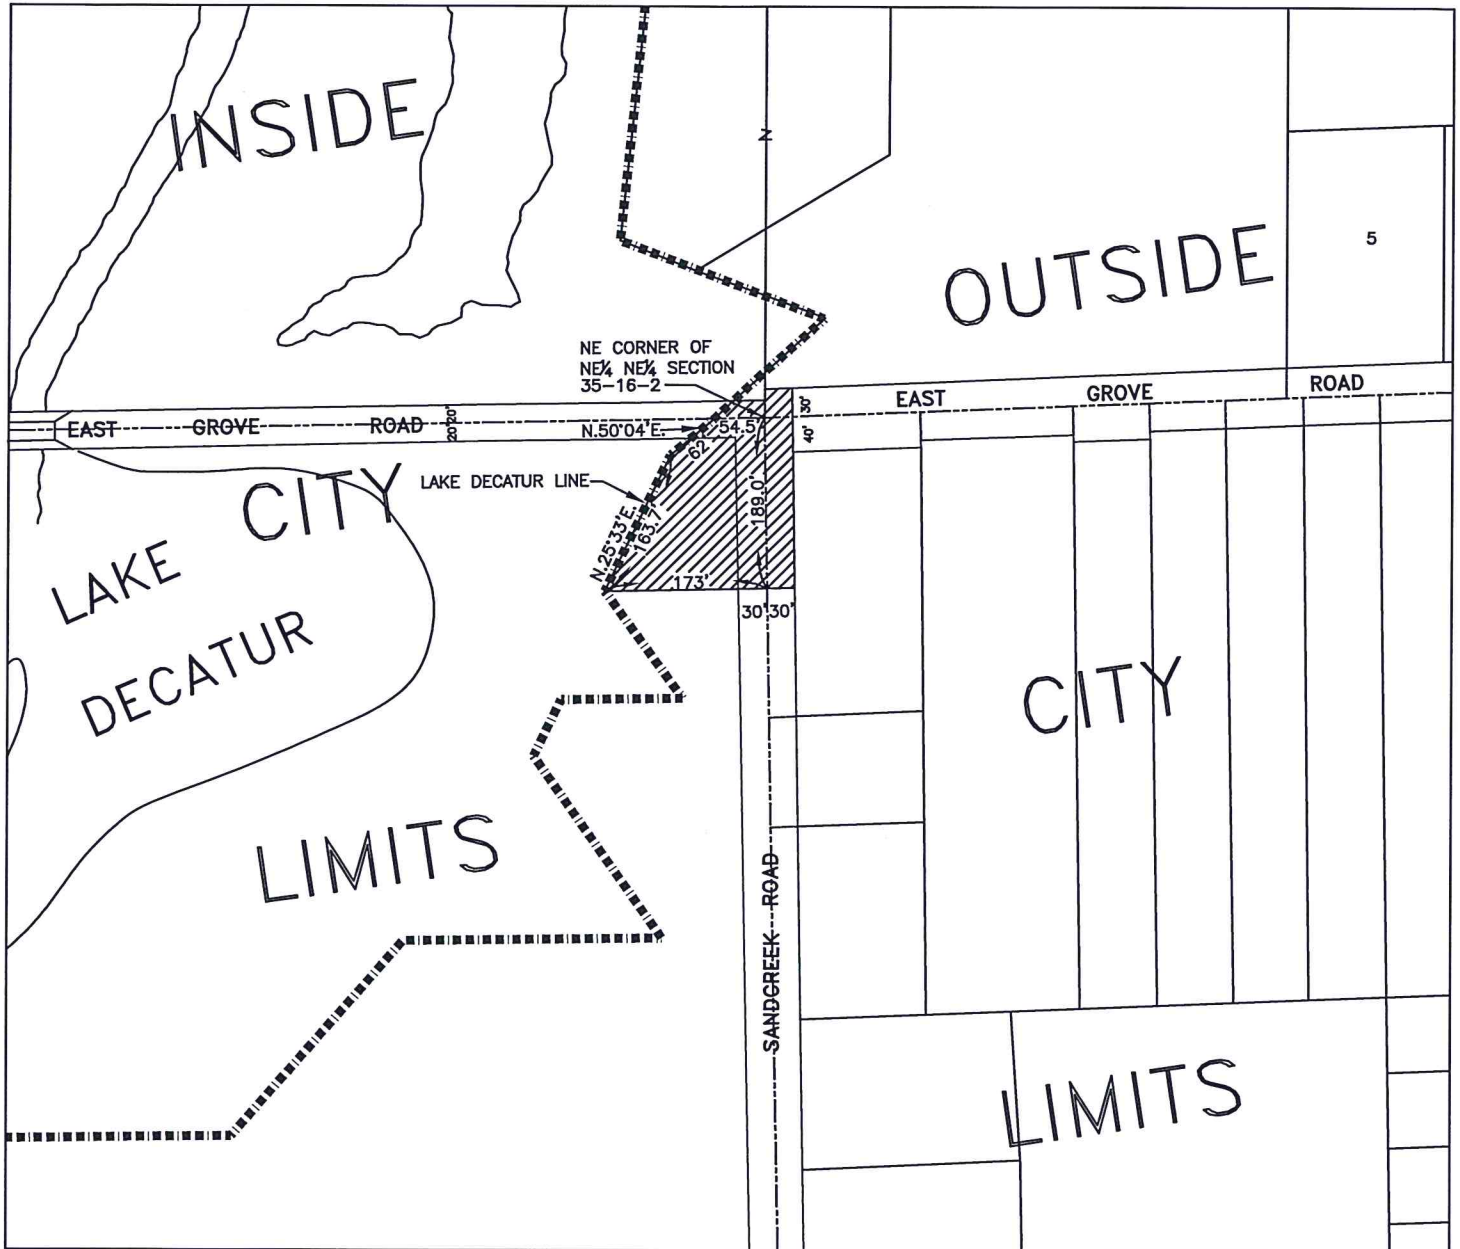 INSIDE
N
OUTSIDE
5
NE CORNER OF
NE¼ NE¼ SECTION
35-16-2
EAST GROVE ROAD
20' 20'
N.50°04'E.
54.5'
30'
40'
EAST GROVE ROAD
62
CITY
LAKE DECATUR LINE
N.25°33'E.
163.7'
189.0'
173'
30' 30'
LAKE
DECATUR
CITY
LIMITS
SANDCREEK ROAD
LIMITS